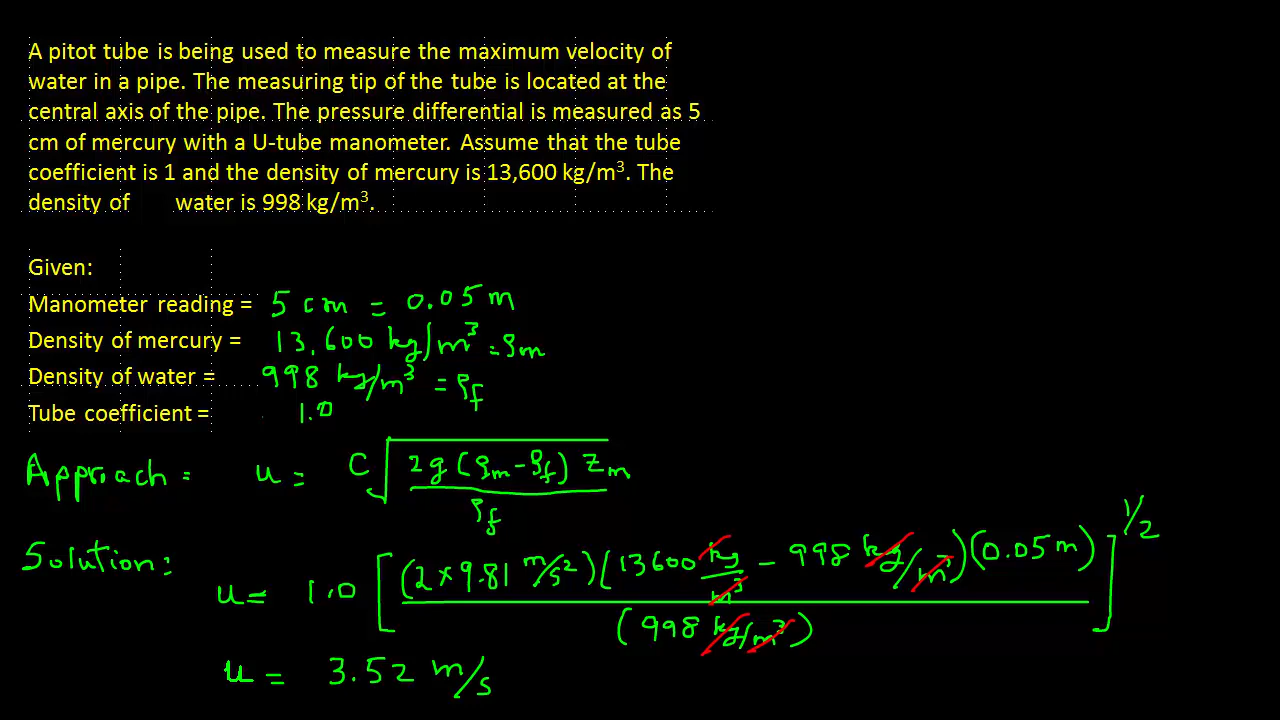 A pitot tube is being used to measure the maximum velocity of
water in a pipe. The measuring tip of the tube is located at the
central axis of the pipe. The pressure differential is measured as 5
cm of mercury with a U-tube manometer. Assume that the tube
coefficient is 1 and the density of mercury is 13,600 kg/m³. The
density of water is 998 kg/m³.
Given:
Manometer reading = 5 cm = 0.05 m
Density of mercury = 13,600 kg/m³ = ρm
Density of water = 998 kg/m³ = ρf
Tube coefficient = 1.0
Approach: u = C √ 2g (ρm - ρf) Zm
ρf
Solution:
u = 1.0 [ (2 × 9.81 m/s²) (13600 kg/m³ - 998 kg/m³) (0.05 m) ] 1/2
(998 kg/m³)
u = 3.52 m/s